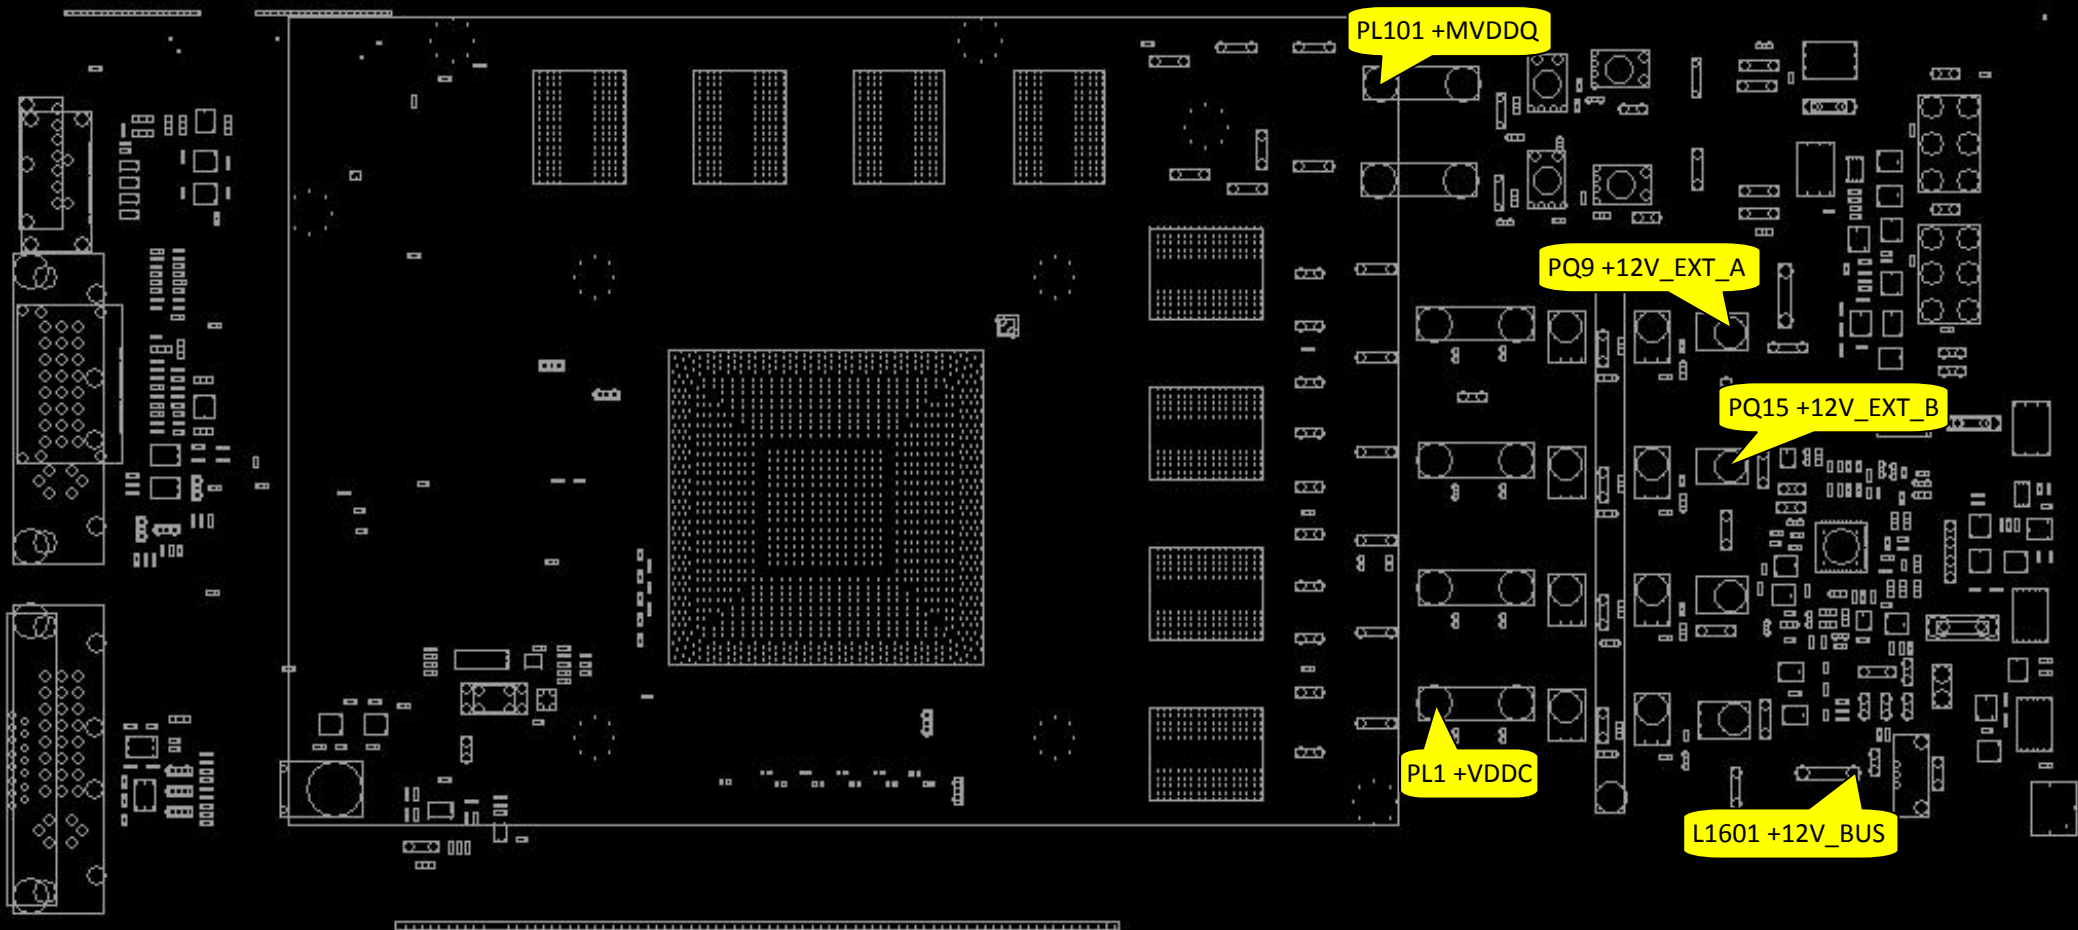 PL101 +MVDDQ
PQ9 +12V_EXT_A
PQ15 +12V_EXT_B
PL1 +VDDC
L1601 +12V_BUS